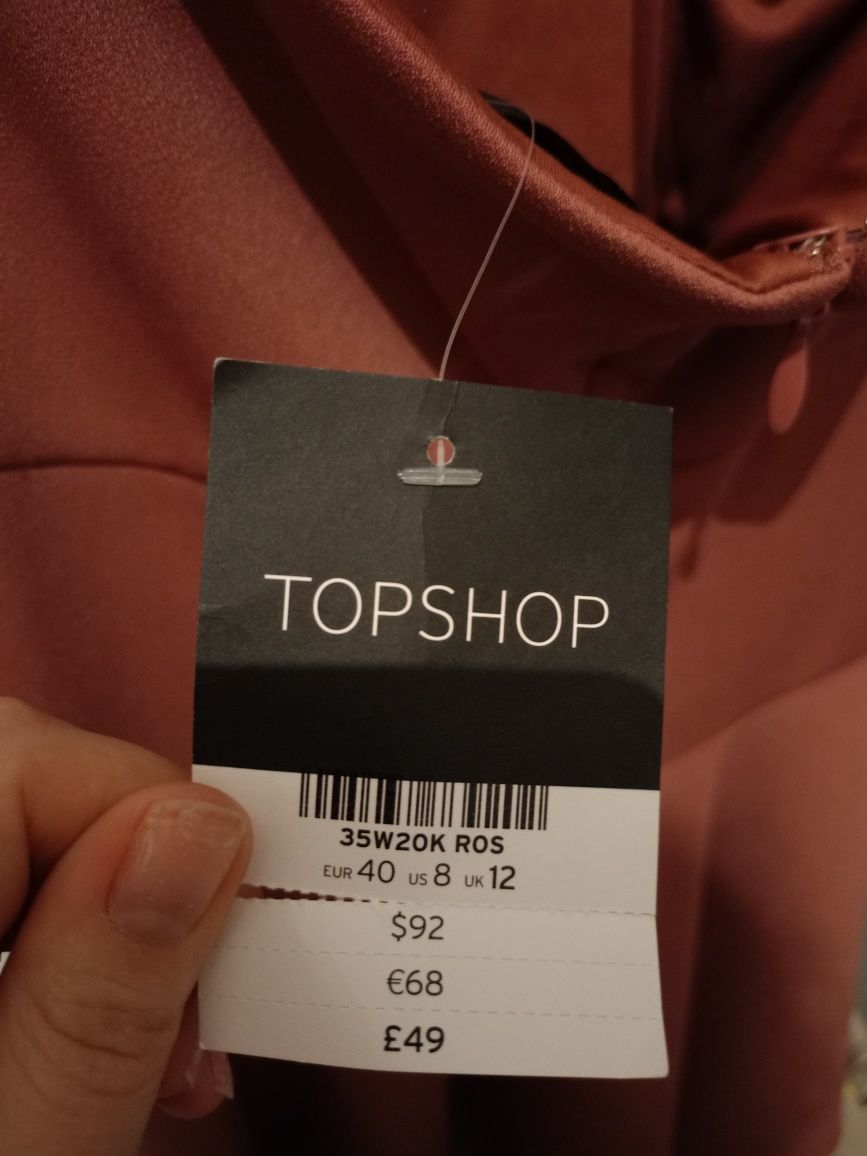 TOPSHOP
35W20K ROS
EUR 40 US 8 UK 12
$92
€68
£49